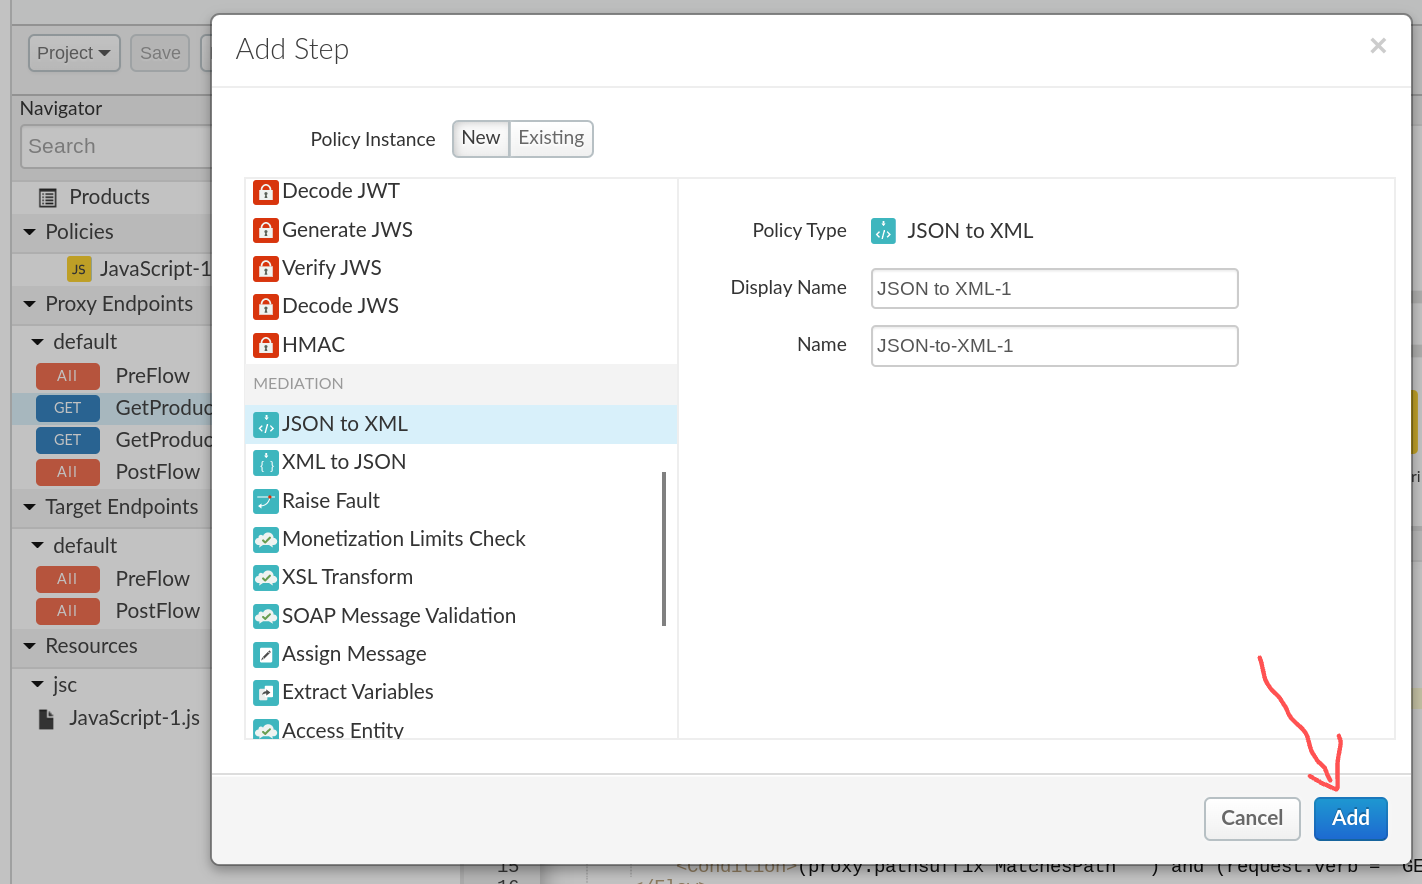 Add Step
×
Project
Save
Navigator
Search
Products
Policies
JS JavaScript-1
Proxy Endpoints
default
All PreFlow
GET GetProduc
GET GetProduc
All PostFlow
Target Endpoints
default
All PreFlow
All PostFlow
Resources
jsc
JavaScript-1.js
Policy Instance New Existing
Decode JWT
Generate JWS
Verify JWS
Decode JWS
HMAC
MEDIATION
JSON to XML
XML to JSON
Raise Fault
Monetization Limits Check
XSL Transform
SOAP Message Validation
Assign Message
Extract Variables
Access Entity
Policy Type JSON to XML
Display Name JSON to XML-1
Name JSON-to-XML-1
Cancel Add
15 <Condition>(proxy.pathsuffix MatchesPath ) and (request.verb = GE
16 </Flow>